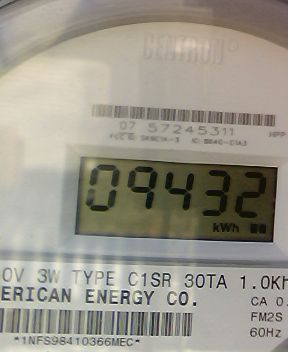 CENTRON®
07 57245311
HPP
09432
kWh
0V 3W TYPE C1SR 30TA 1.0Kh
ERICAN ENERGY CO.
CA 0.
FM2S
60Hz
*1NFS98410366MEC*